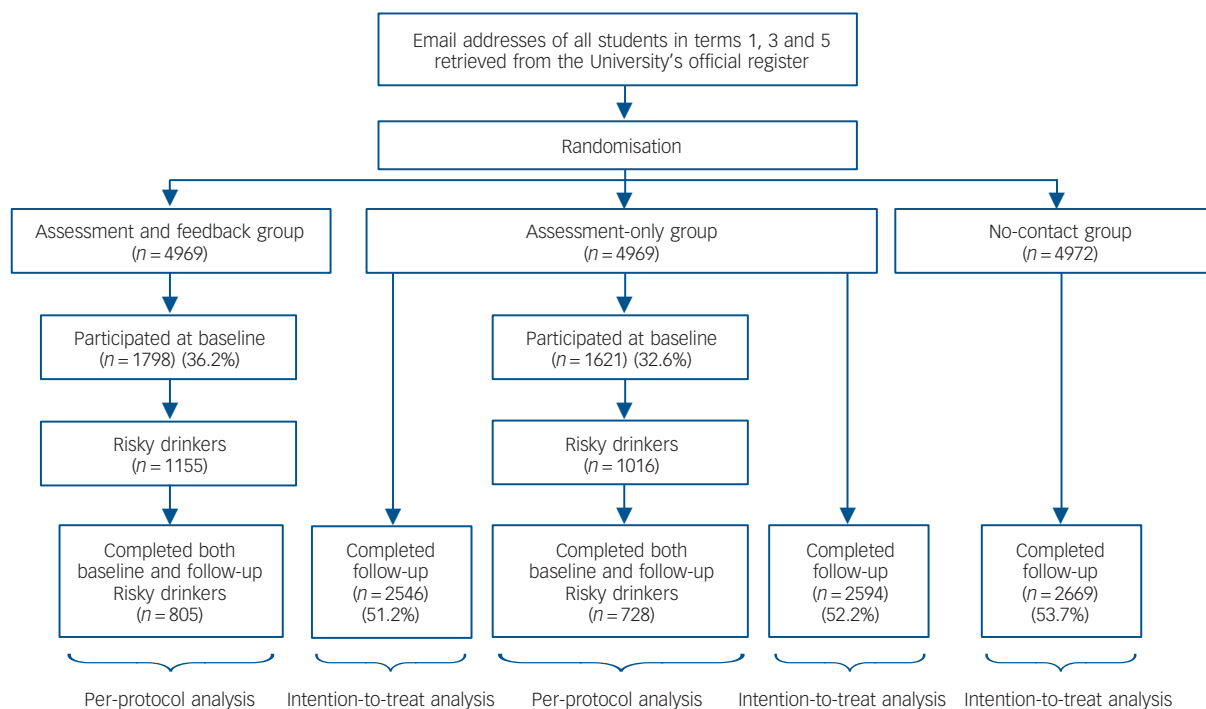 Email addresses of all students in terms 1, 3 and 5
retrieved from the University's official register
Randomisation
Assessment and feedback group
(n = 4969)
Assessment-only group
(n = 4969)
No-contact group
(n = 4972)
Participated at baseline
(n = 1798) (36.2%)
Participated at baseline
(n = 1621) (32.6%)
Risky drinkers
(n = 1155)
Risky drinkers
(n = 1016)
Completed both
baseline and follow-up
Risky drinkers
(n = 805)
Completed
follow-up
(n = 2546)
(51.2%)
Completed both
baseline and follow-up
Risky drinkers
(n = 728)
Completed
follow-up
(n = 2594)
(52.2%)
Completed
follow-up
(n = 2669)
(53.7%)
Per-protocol analysis
Intention-to-treat analysis
Per-protocol analysis
Intention-to-treat analysis
Intention-to-treat analysis